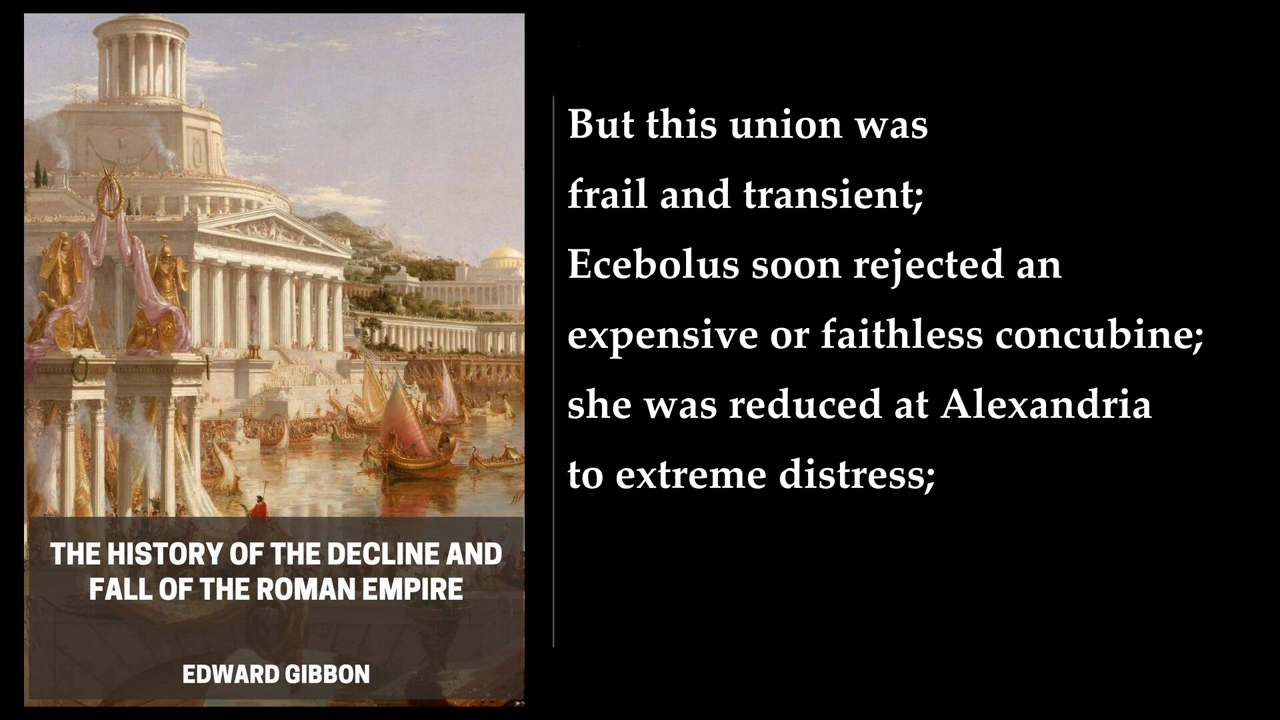 THE HISTORY OF THE DECLINE AND
FALL OF THE ROMAN EMPIRE
EDWARD GIBBON
But this union was
frail and transient;
Ecebolus soon rejected an
expensive or faithless concubine;
she was reduced at Alexandria
to extreme distress;